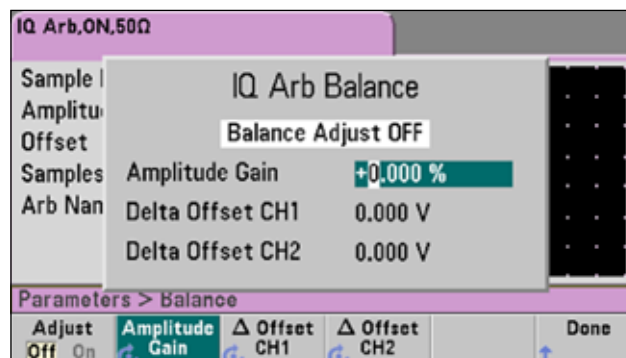 IQ Arb,ON,50Ω
Sample
Offset
Samples
Arb
IQ Arb Balance
Balance Adjust OFF
Amplitude Gain +0.000 %
Delta Offset CH1 0.000 V
Delta Offset CH2 0.000 V
Parameters > Balance
Adjust
Off On
Amplitude
Gain
Δ Offset
CH1
Δ Offset
CH2
Done